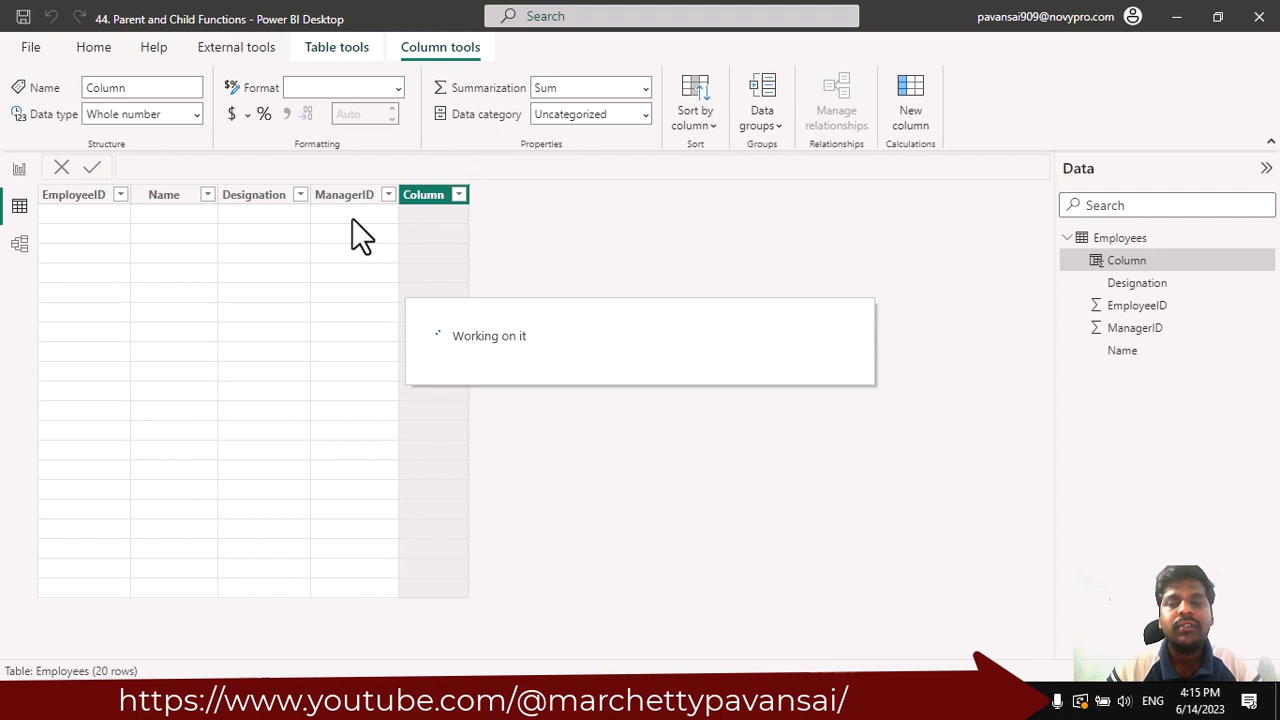 44. Parent and Child Functions - Power BI Desktop
Search
pavansai909@novypro.com
File
Home
Help
External tools
Table tools
Column tools
Name
Column
Format
Summarization
Sum
Data type
Whole number
$
%
Auto
Data category
Uncategorized
Sort by
column
Data
groups
Manage
relationships
New
column
Structure
Formatting
Properties
Sort
Groups
Relationships
Calculations
EmployeeID
Name
Designation
ManagerID
Column
Working on it
Data
Search
Employees
Column
Designation
EmployeeID
ManagerID
Name
Table: Employees (20 rows)
https://www.youtube.com/@marchettypavansai/
ENG
4:15 PM
6/14/2023